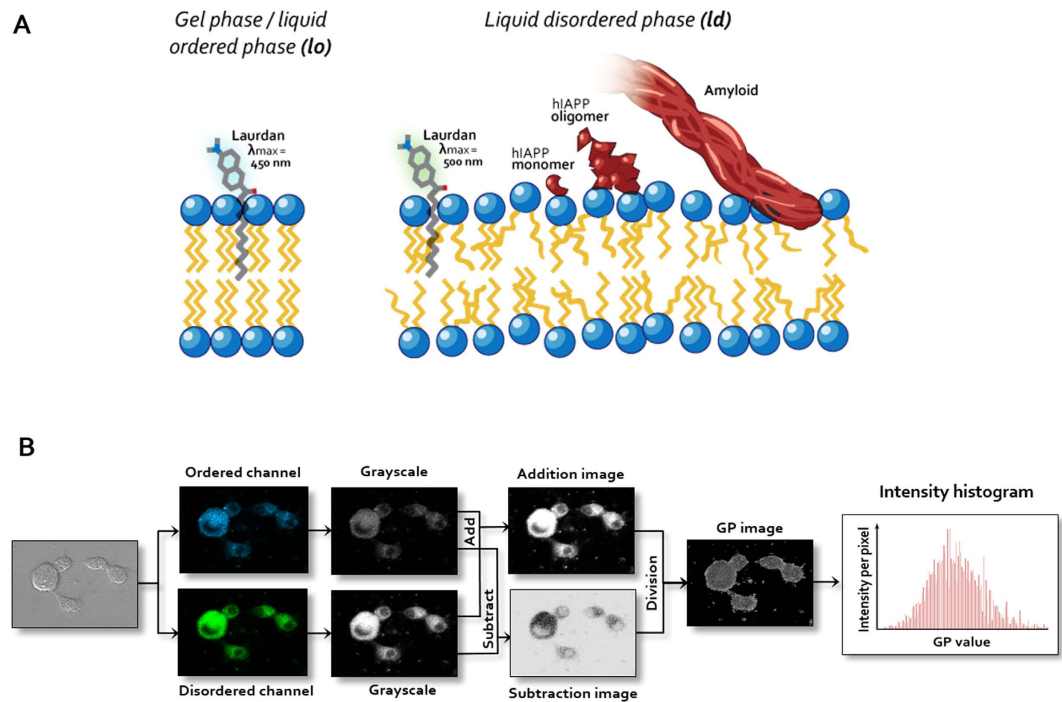 A
Gel phase / liquid
ordered phase (lo)
Liquid disordered phase (ld)
Laurdan
λmax =
450 nm
Laurdan
λmax =
500 nm
hIAPP
monomer
hIAPP
oligomer
Amyloid
B
Ordered channel
Grayscale
Addition image
Intensity histogram
GP image
Add
Subtract
Division
Intensity per pixel
GP value
Disordered channel
Grayscale
Subtraction image